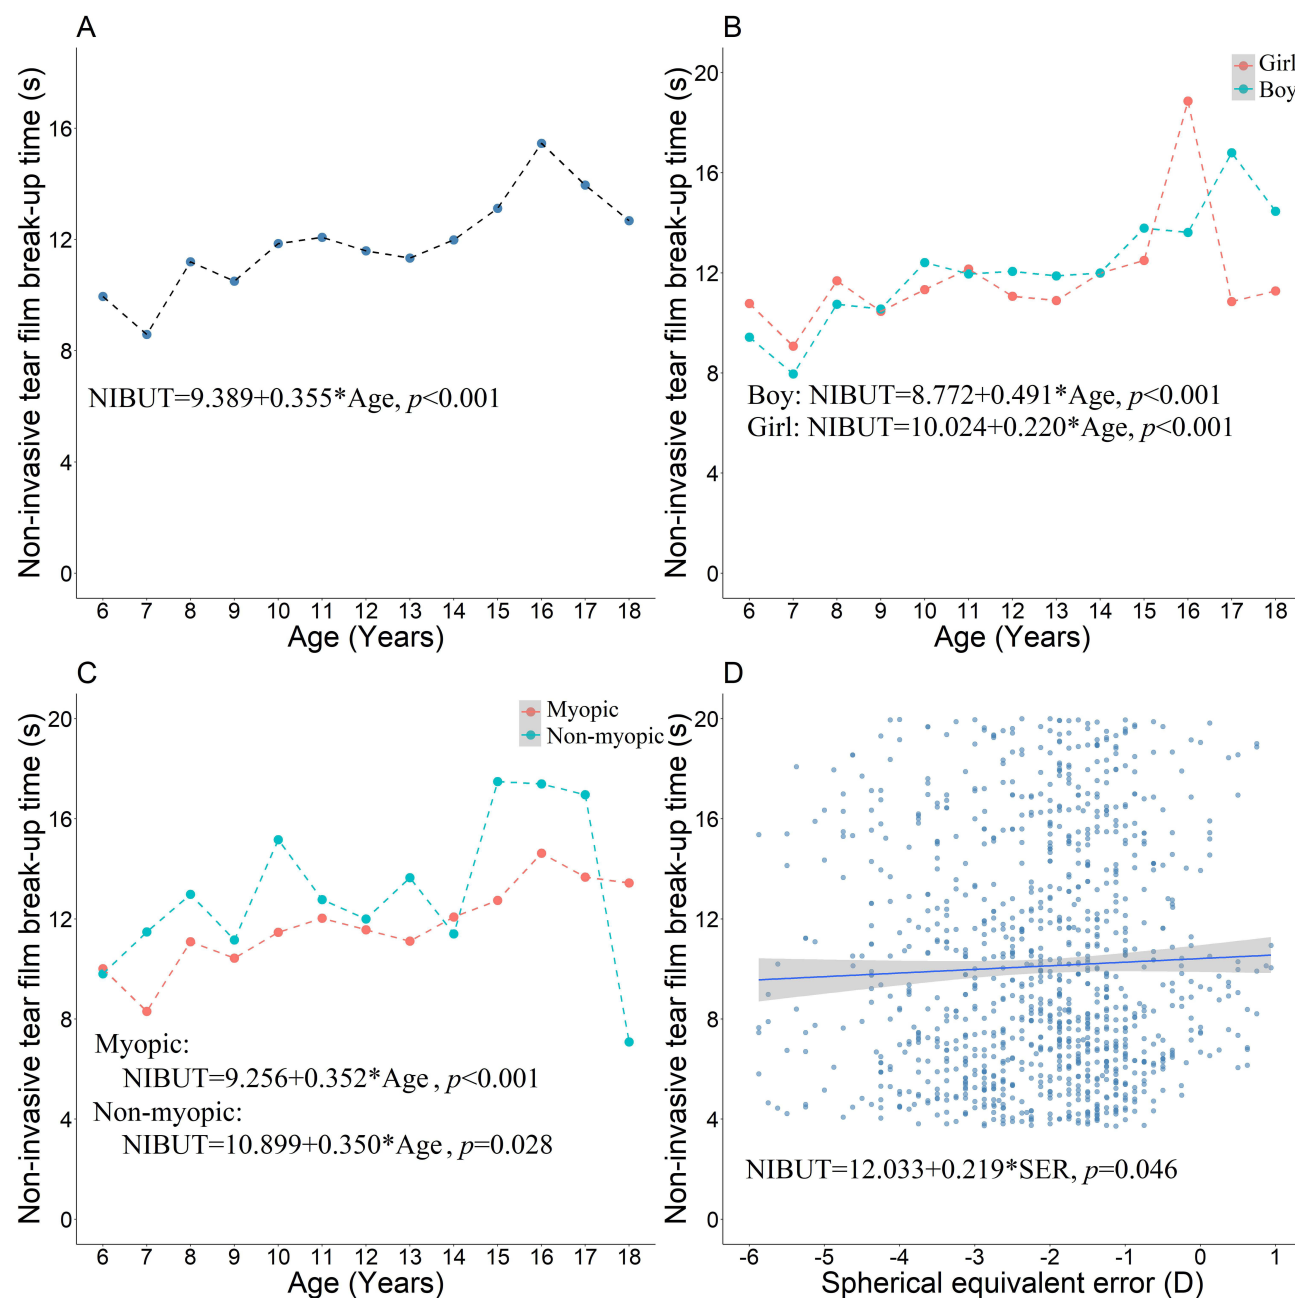 A
Non-invasive tear film break-up time (s)
16
12
8
4
0
NIBUT=9.389+0.355*Age, p<0.001
6 7 8 9 10 11 12 13 14 15 16 17 18
Age (Years)
B
Non-invasive tear film break-up time (s)
20
16
12
8
4
0
Girl
Boy
Boy: NIBUT=8.772+0.491*Age, p<0.001
Girl: NIBUT=10.024+0.220*Age, p<0.001
6 7 8 9 10 11 12 13 14 15 16 17 18
Age (Years)
C
Non-invasive tear film break-up time (s)
20
16
12
8
4
0
Myopic
Non-myopic
Myopic:
NIBUT=9.256+0.352*Age, p<0.001
Non-myopic:
NIBUT=10.899+0.350*Age, p=0.028
6 7 8 9 10 11 12 13 14 15 16 17 18
Age (Years)
D
Non-invasive tear film break-up time (s)
20
16
12
8
4
0
NIBUT=12.033+0.219*SER, p=0.046
-6 -5 -4 -3 -2 -1 0 1
Spherical equivalent error (D)